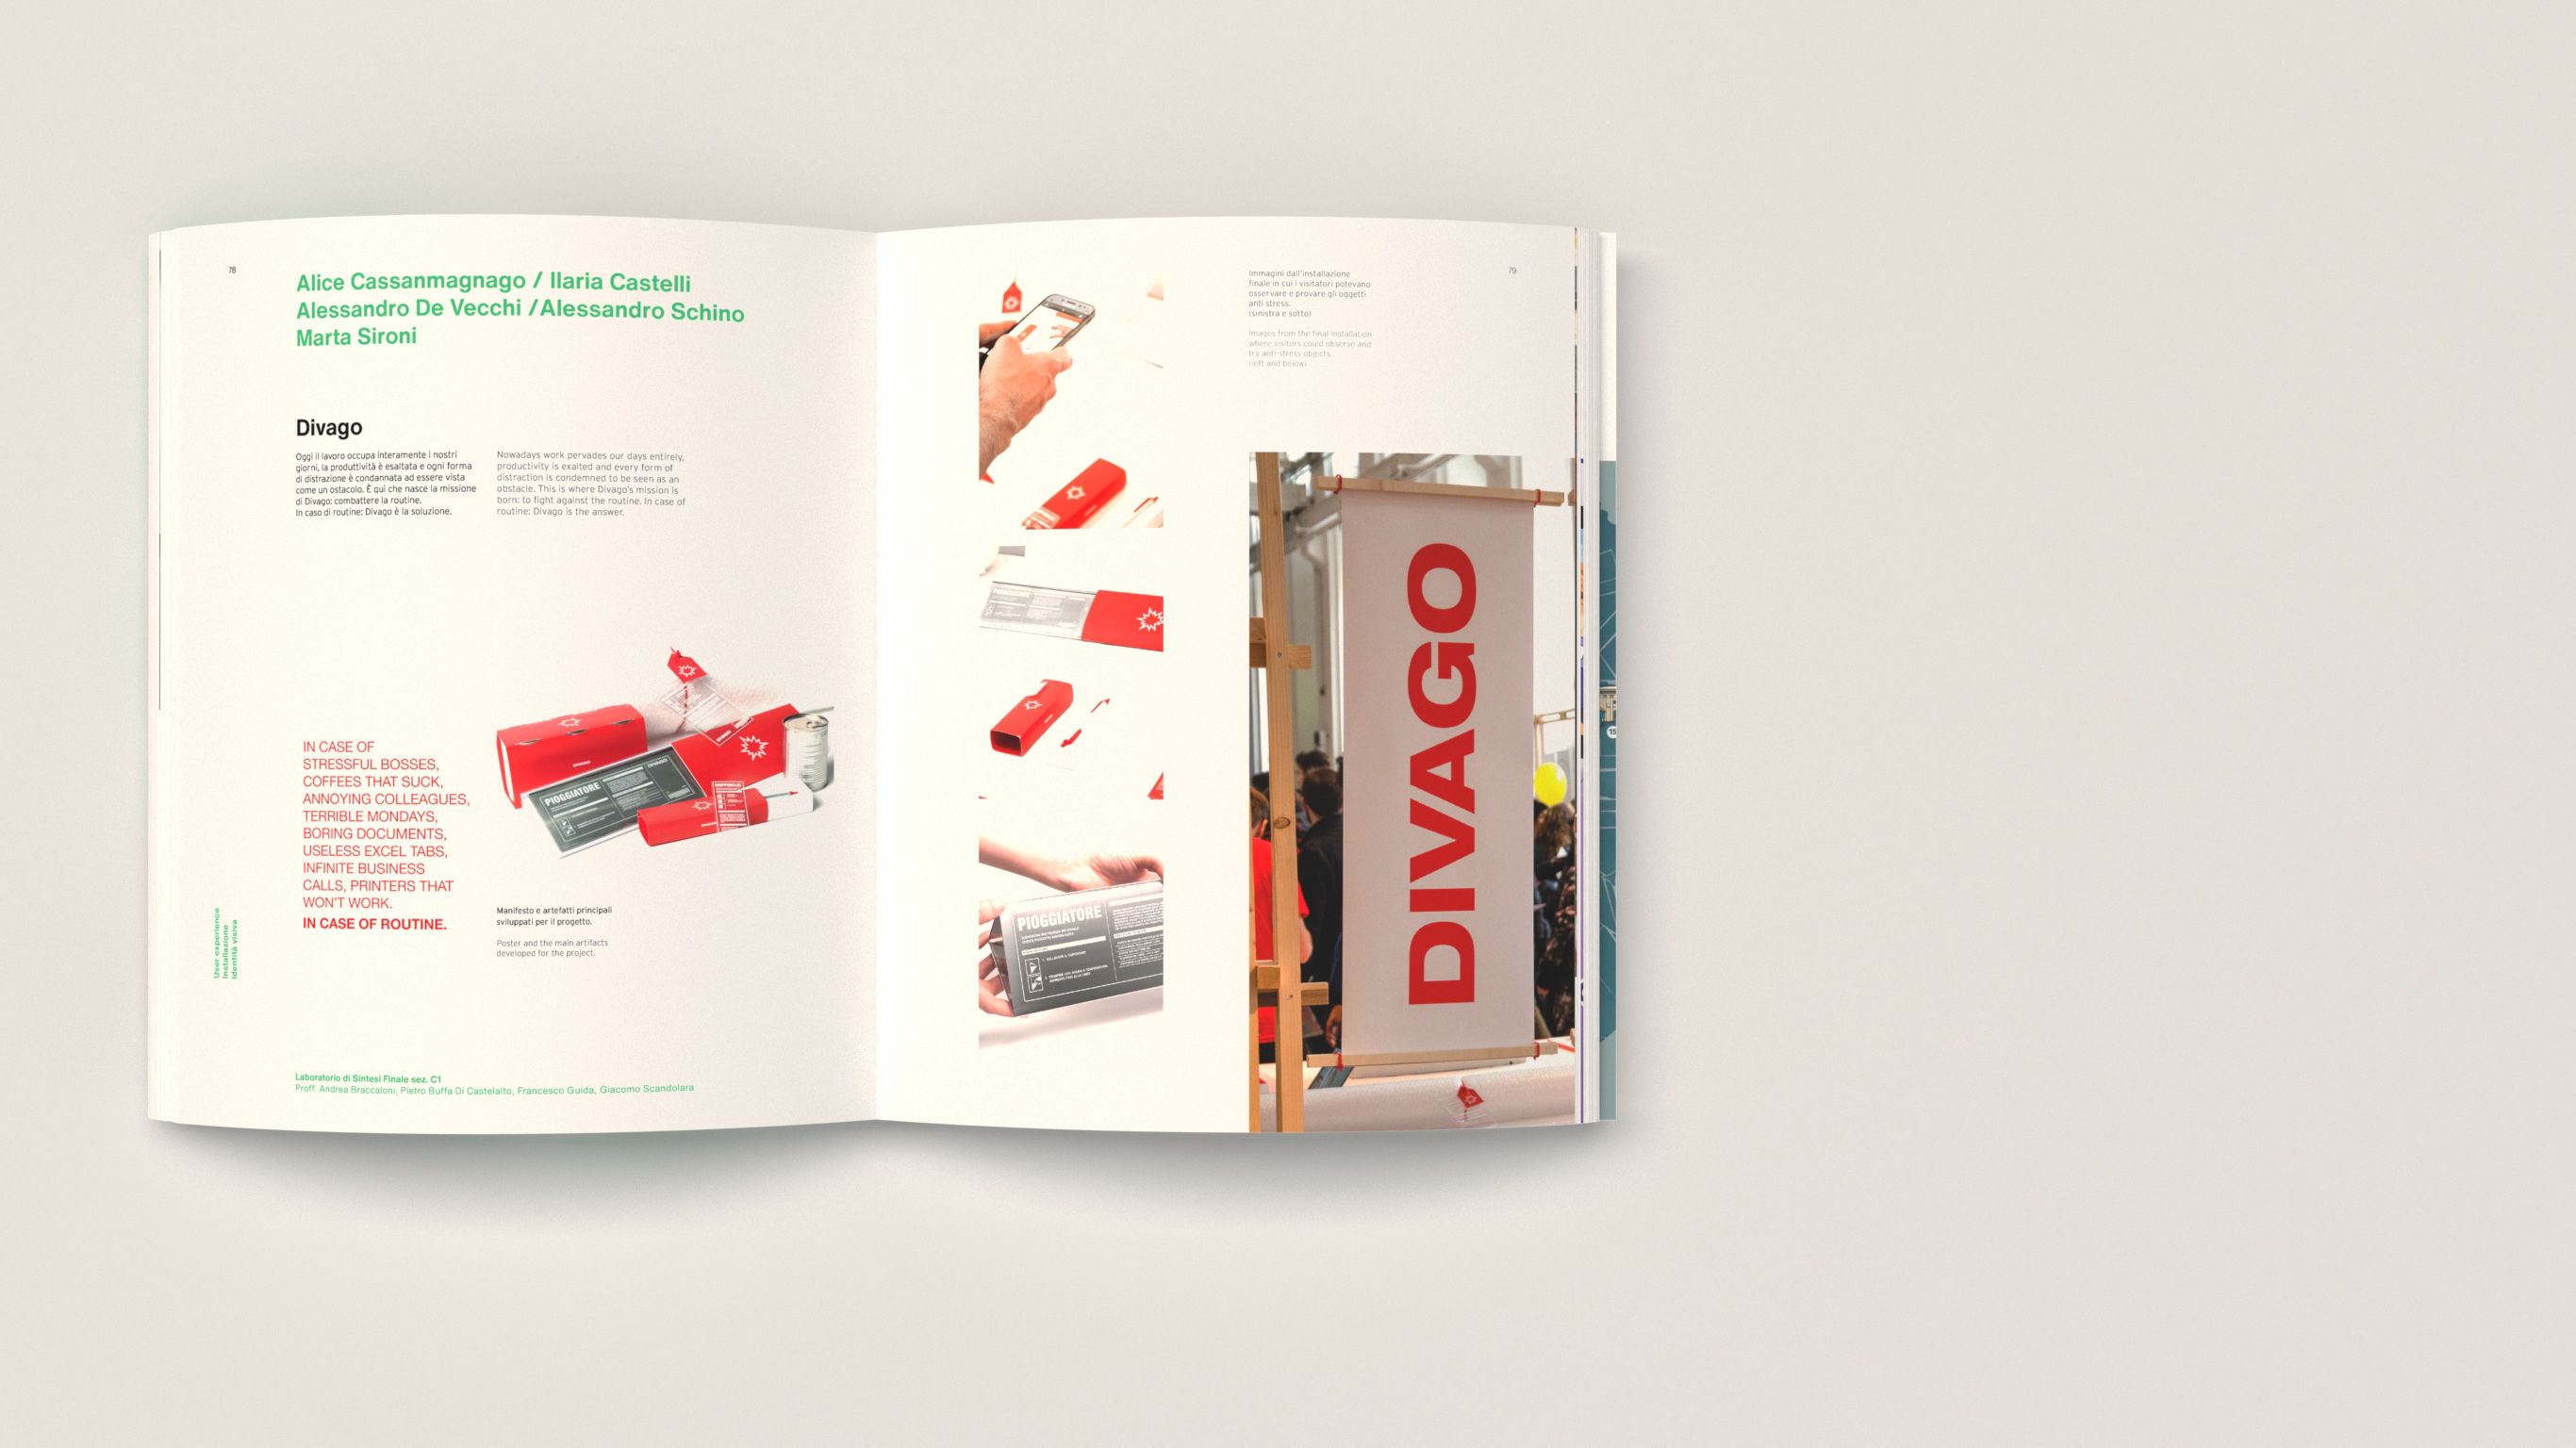 78
Alice Cassanmagnago / Ilaria Castelli
Alessandro De Vecchi /Alessandro Schino
Marta Sironi
Divago
Oggi il lavoro occupa interamente i nostri
giorni, la produttività è esaltata e ogni forma
di distrazione è condannata ad essere vista
come un ostacolo. È qui che nasce la missione
di Divago: combattere la routine.
In caso di routine: Divago è la soluzione.
Nowadays work pervades our days entirely,
productivity is exalted and every form of
distraction is condemned to be seen as an
obstacle. This is where Divago's mission is
born: to fight against the routine. In case of
routine: Divago is the answer.
IN CASE OF
STRESSFUL BOSSES,
COFFEES THAT SUCK,
ANNOYING COLLEAGUES,
TERRIBLE MONDAYS,
BORING DOCUMENTS,
USELESS EXCEL TABS,
INFINITE BUSINESS
CALLS, PRINTERS THAT
WON'T WORK.
IN CASE OF ROUTINE.
PIOGGIATORE
Manifesto e artefatti principali
sviluppati per il progetto.
Poster and the main artifacts
developed for the project.
User experience
Installazione
Identità visiva
Laboratorio di Sintesi Finale sez. C1
Proff. Andrea Braccaloni, Pietro Buffa Di Castelalto, Francesco Guida, Giacomo Scandolara
79
Immagini dall'installazione
finale in cui i visitatori potevano
osservare e provare gli oggetti
anti stress.
(sinistra e sotto)
Images from the final installation
where visitors could observe and
try anti-stress objects.
(left and below)
PIOGGIATORE
DIVAGO
15